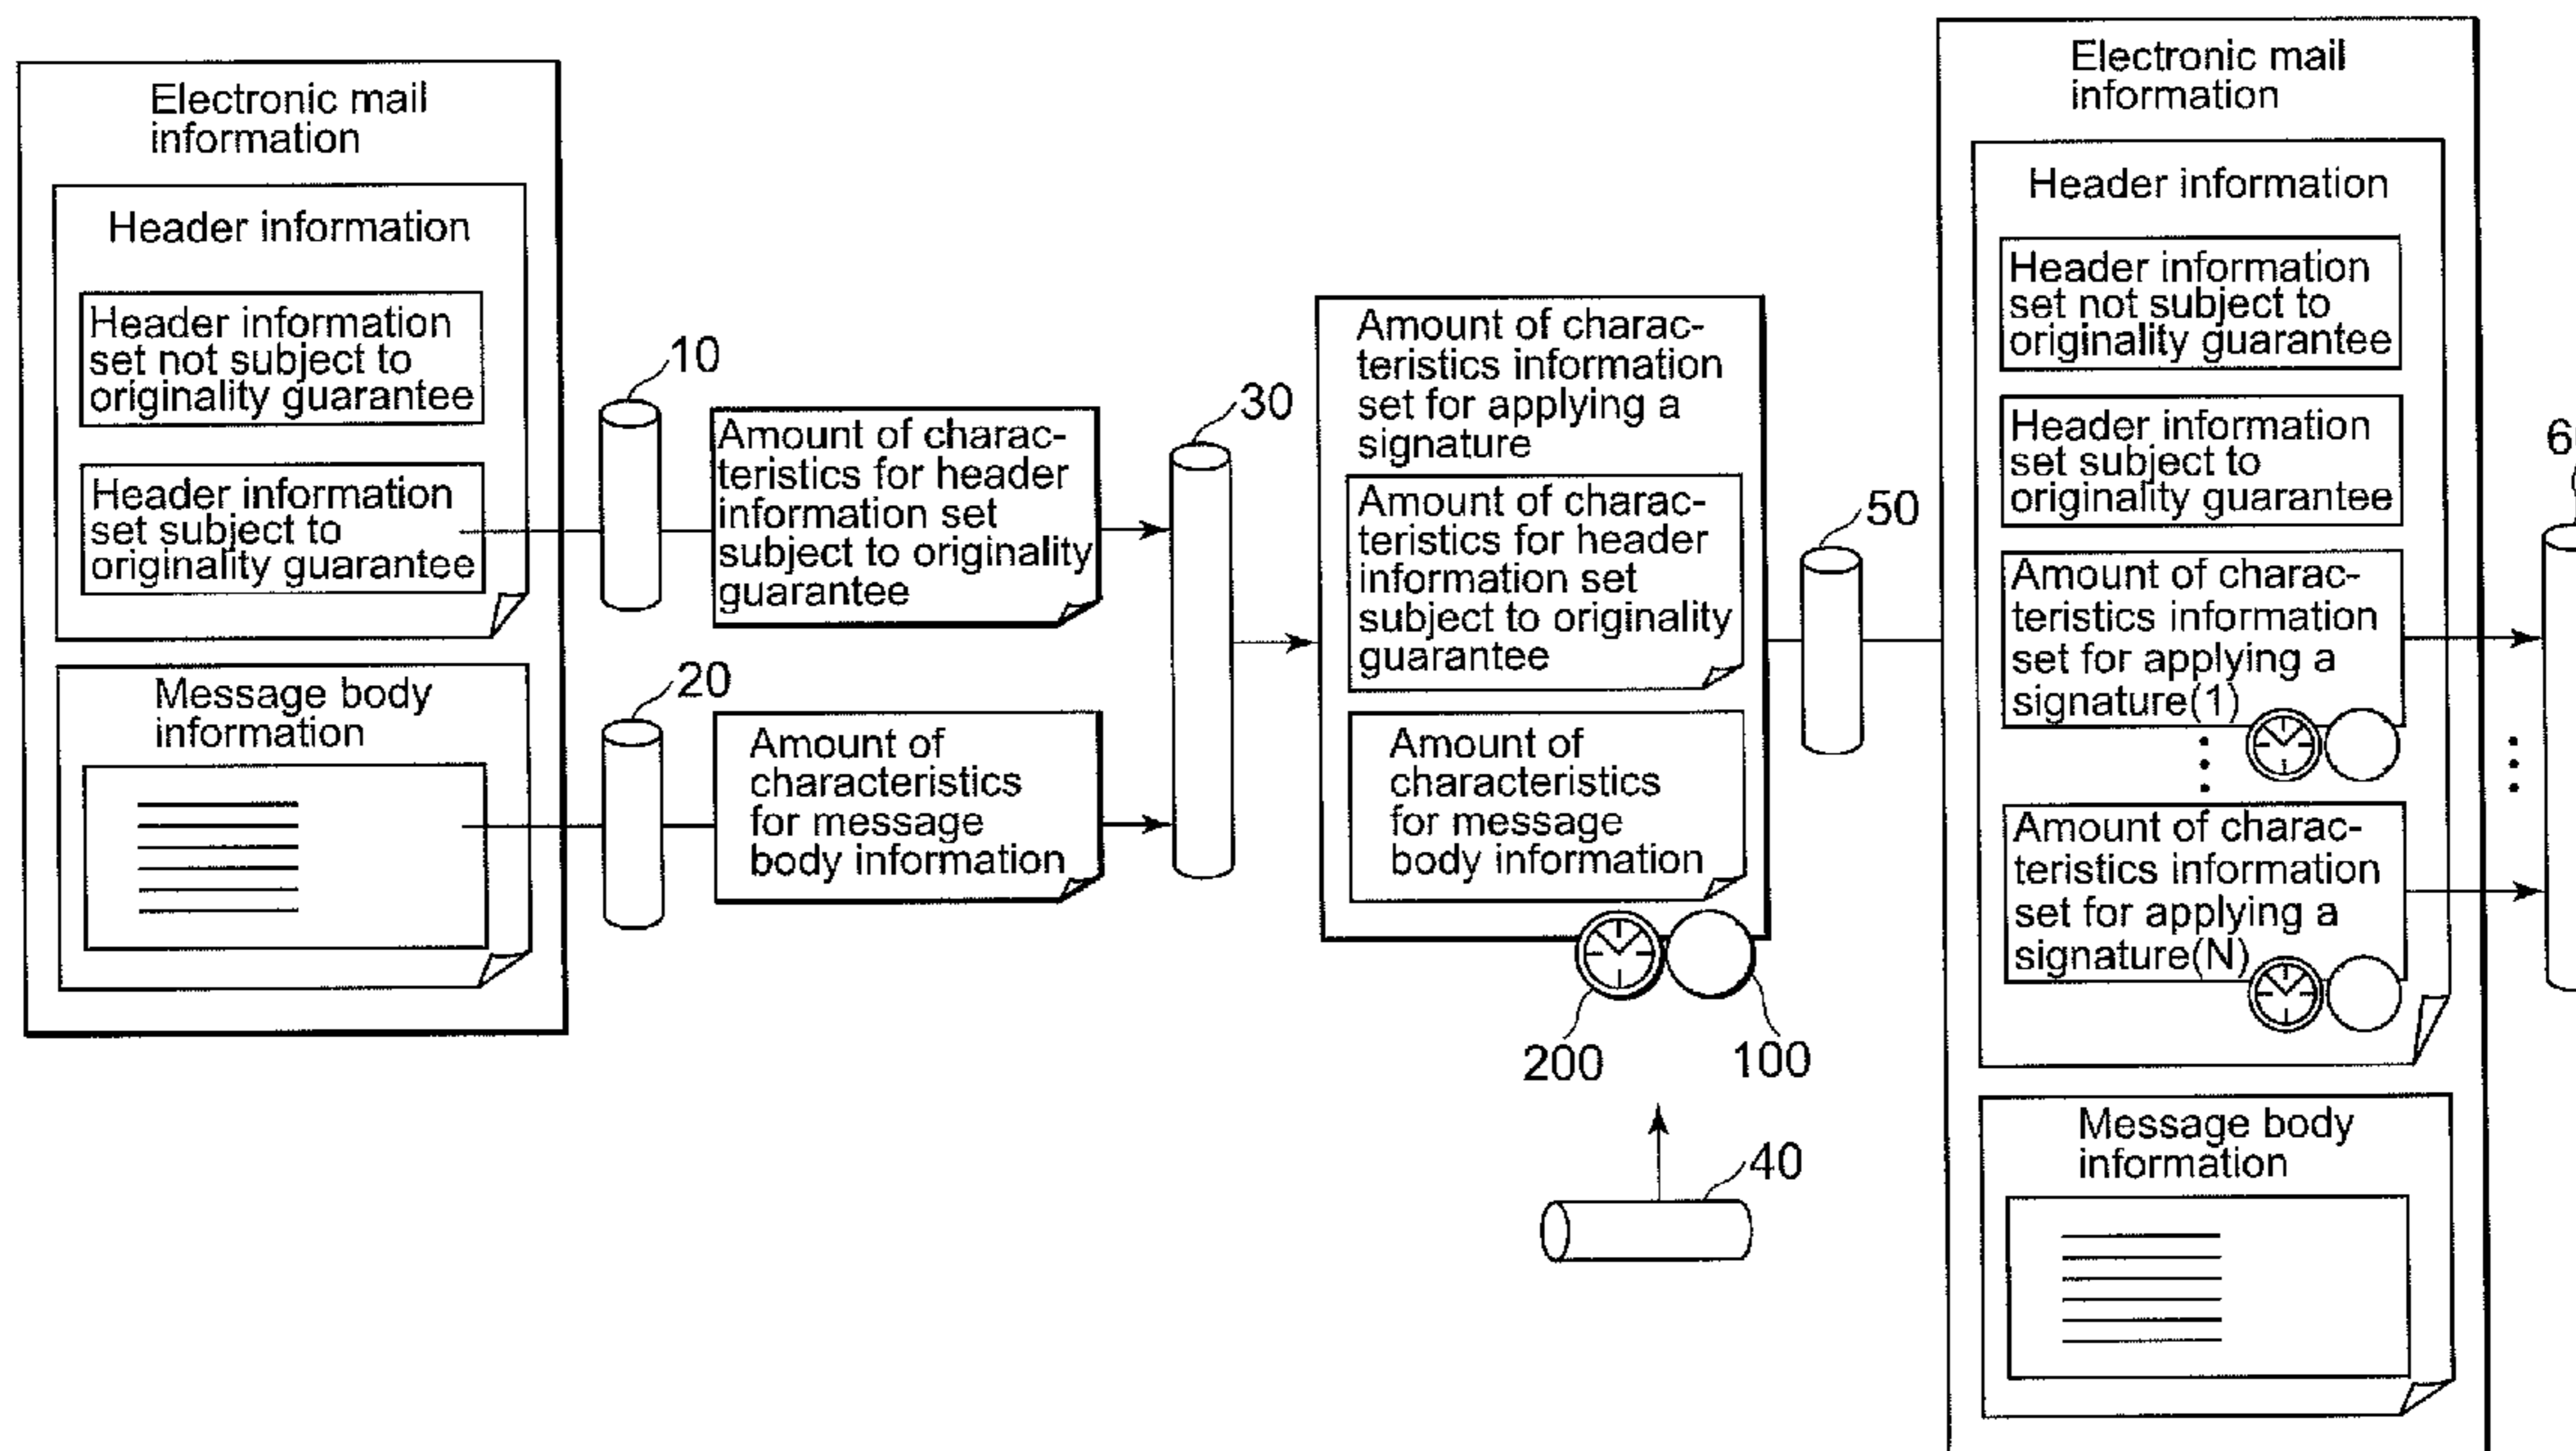 Electronic mail
information
Header information
Header information
set not subject to
originality guarantee
Header information
set subject to
originality guarantee
Message body
information
10
20
Amount of charac-
teristics for header
information set
subject to originality
guarantee
Amount of
characteristics
for message
body information
30
Amount of charac-
teristics information
set for applying a
signature
Amount of charac-
teristics for header
information set
subject to originality
guarantee
Amount of
characteristics
for message
body information
200
100
40
50
Electronic mail
information
Header information
Header information
set not subject to
originality guarantee
Header information
set subject to
originality guarantee
Amount of charac-
teristics information
set for applying a
signature(1)
Amount of charac-
teristics information
set for applying a
signature(N)
Message body
information